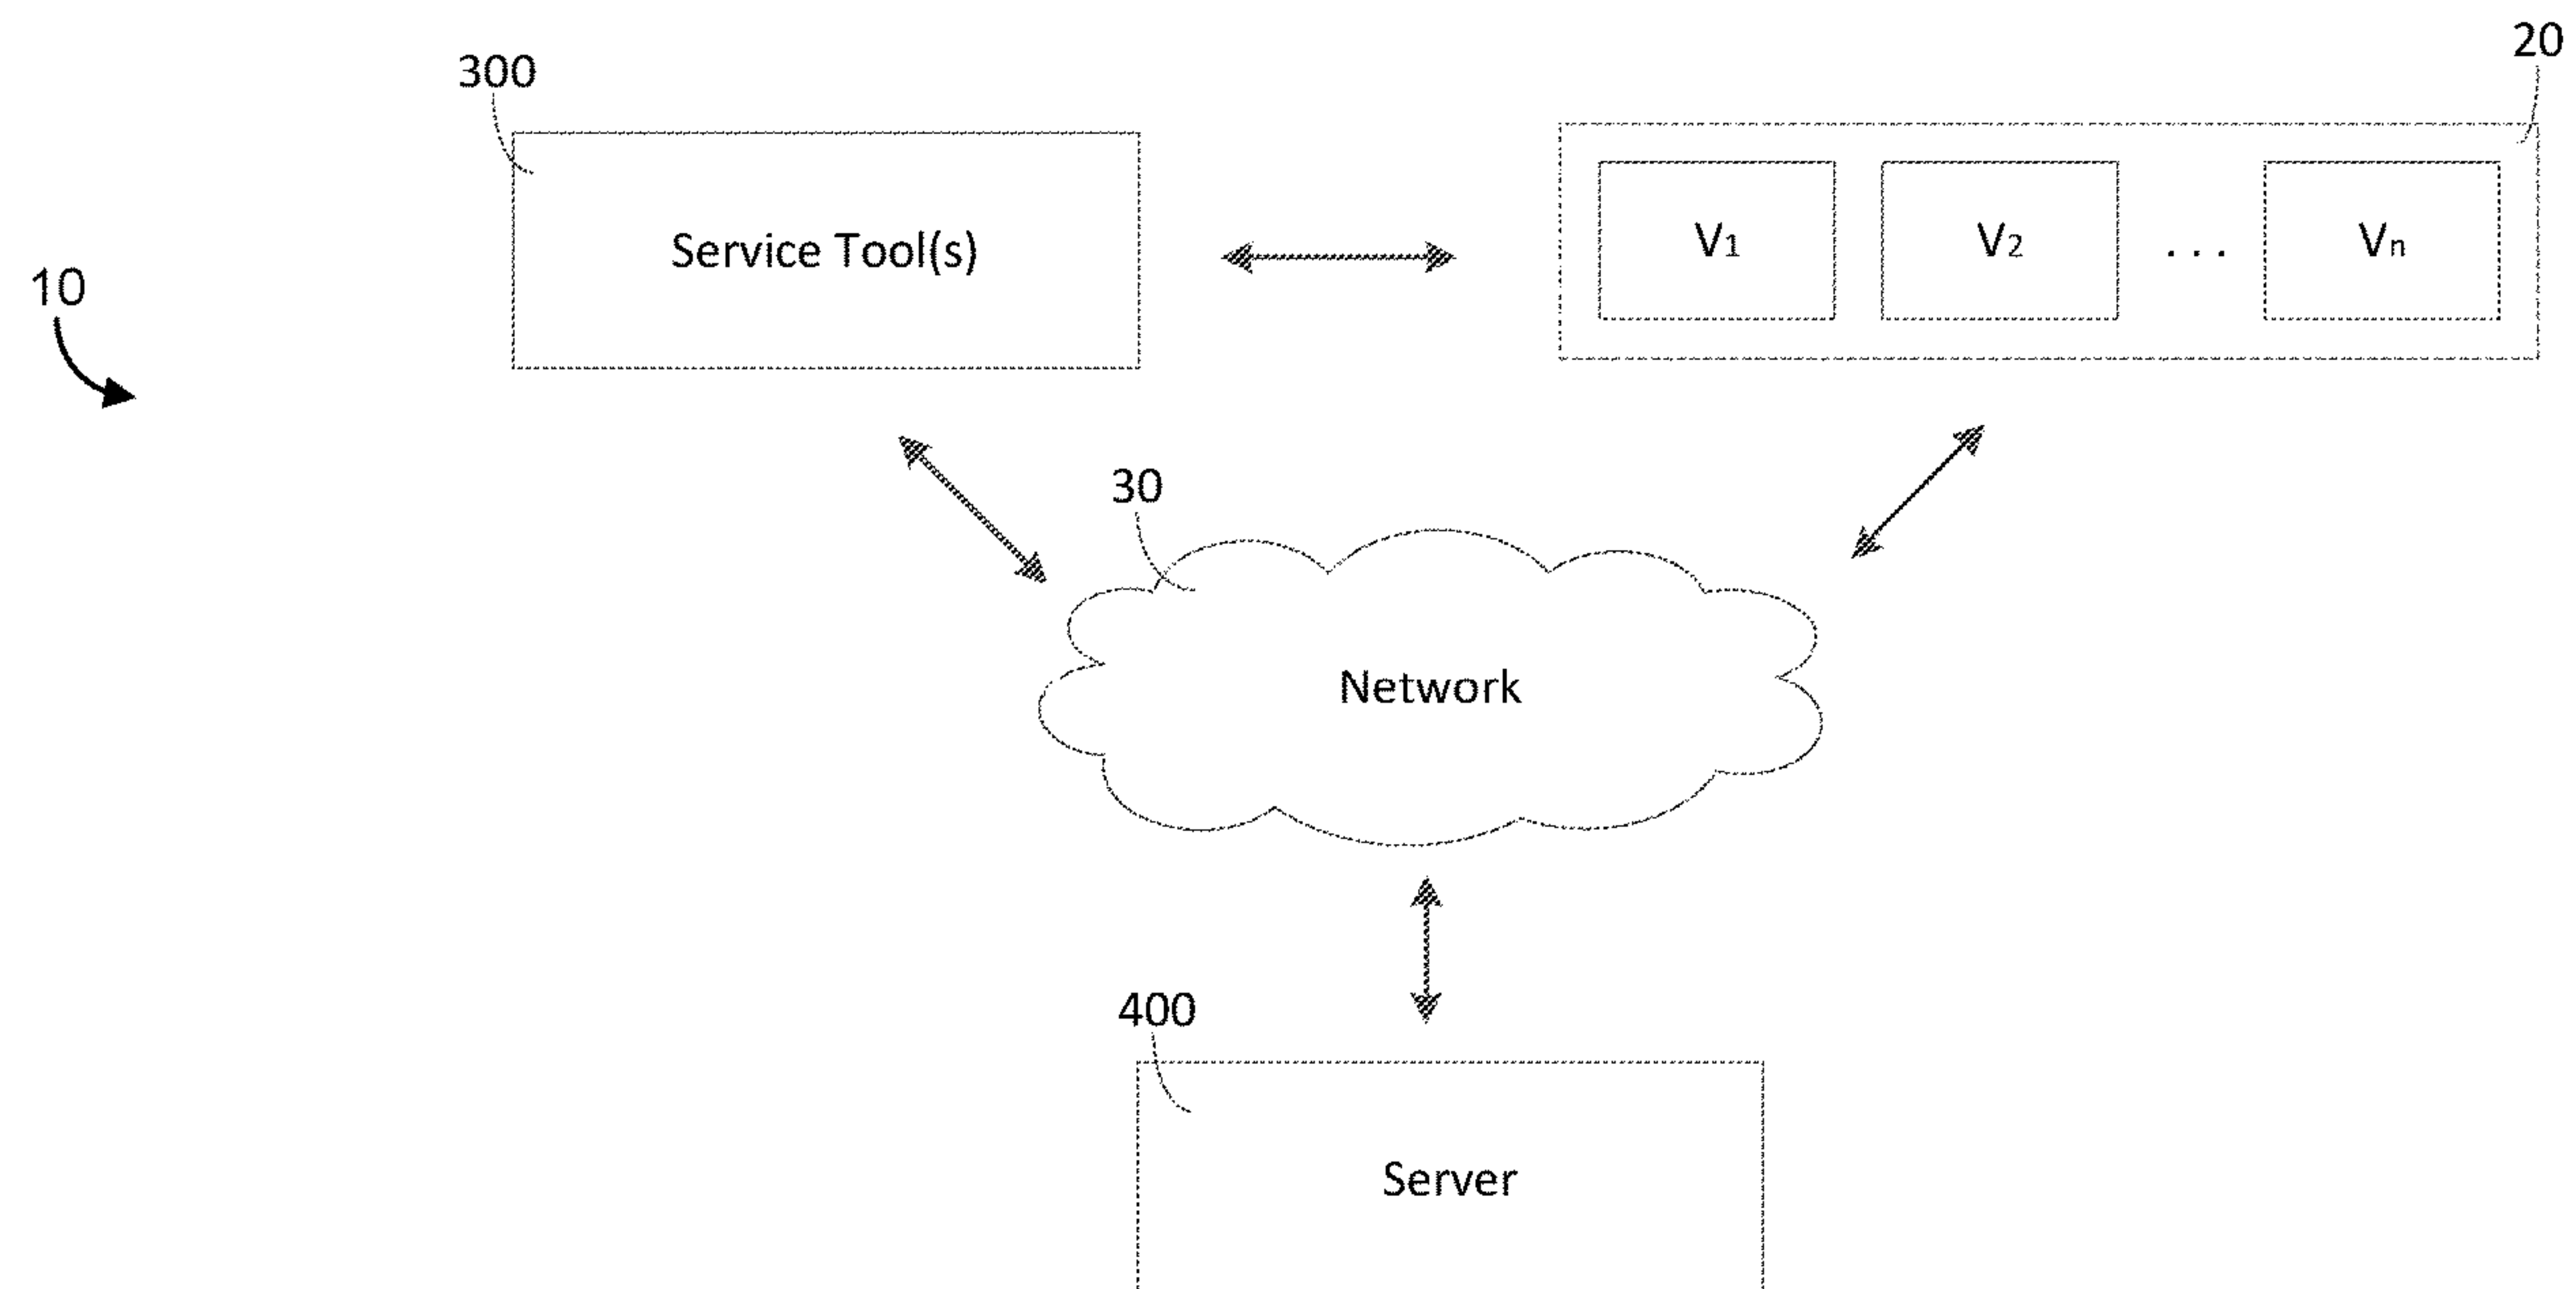 20
300
Service Tool(s)
V1 V2 ... Vn
10
30
Network
400
Server